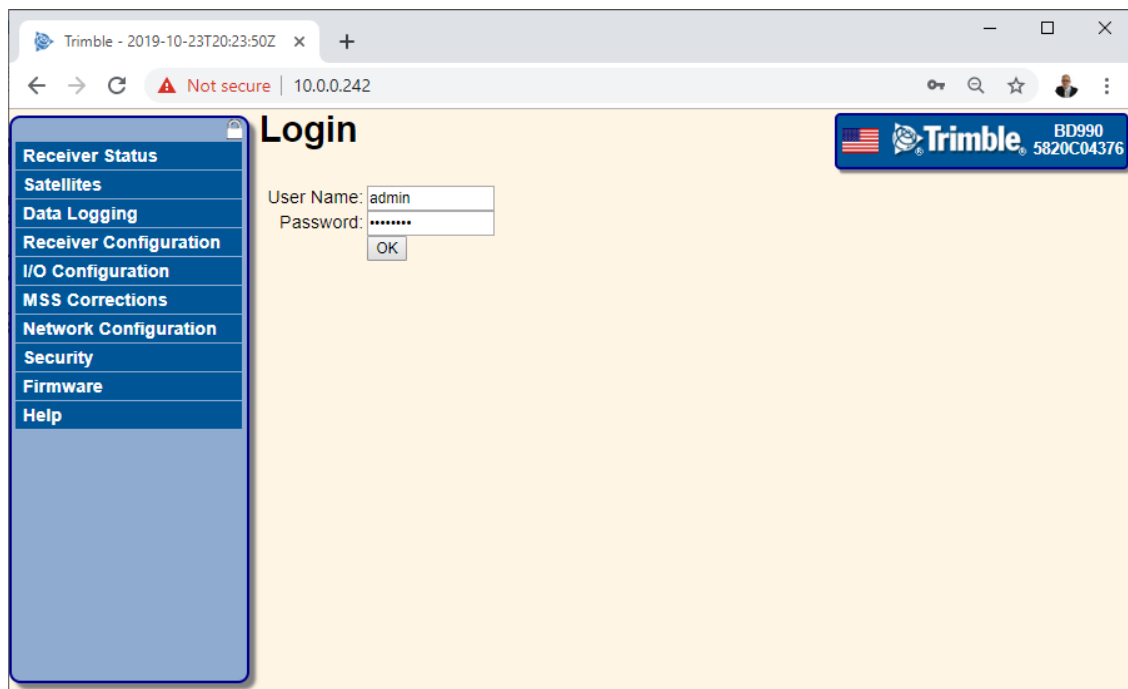 Trimble - 2019-10-23T20:23:50Z
Not secure | 10.0.0.242
Login
Trimble
BD990
5820C04376
Receiver Status
Satellites
Data Logging
Receiver Configuration
I/O Configuration
MSS Corrections
Network Configuration
Security
Firmware
Help
User Name: admin
Password: ••••••••
OK